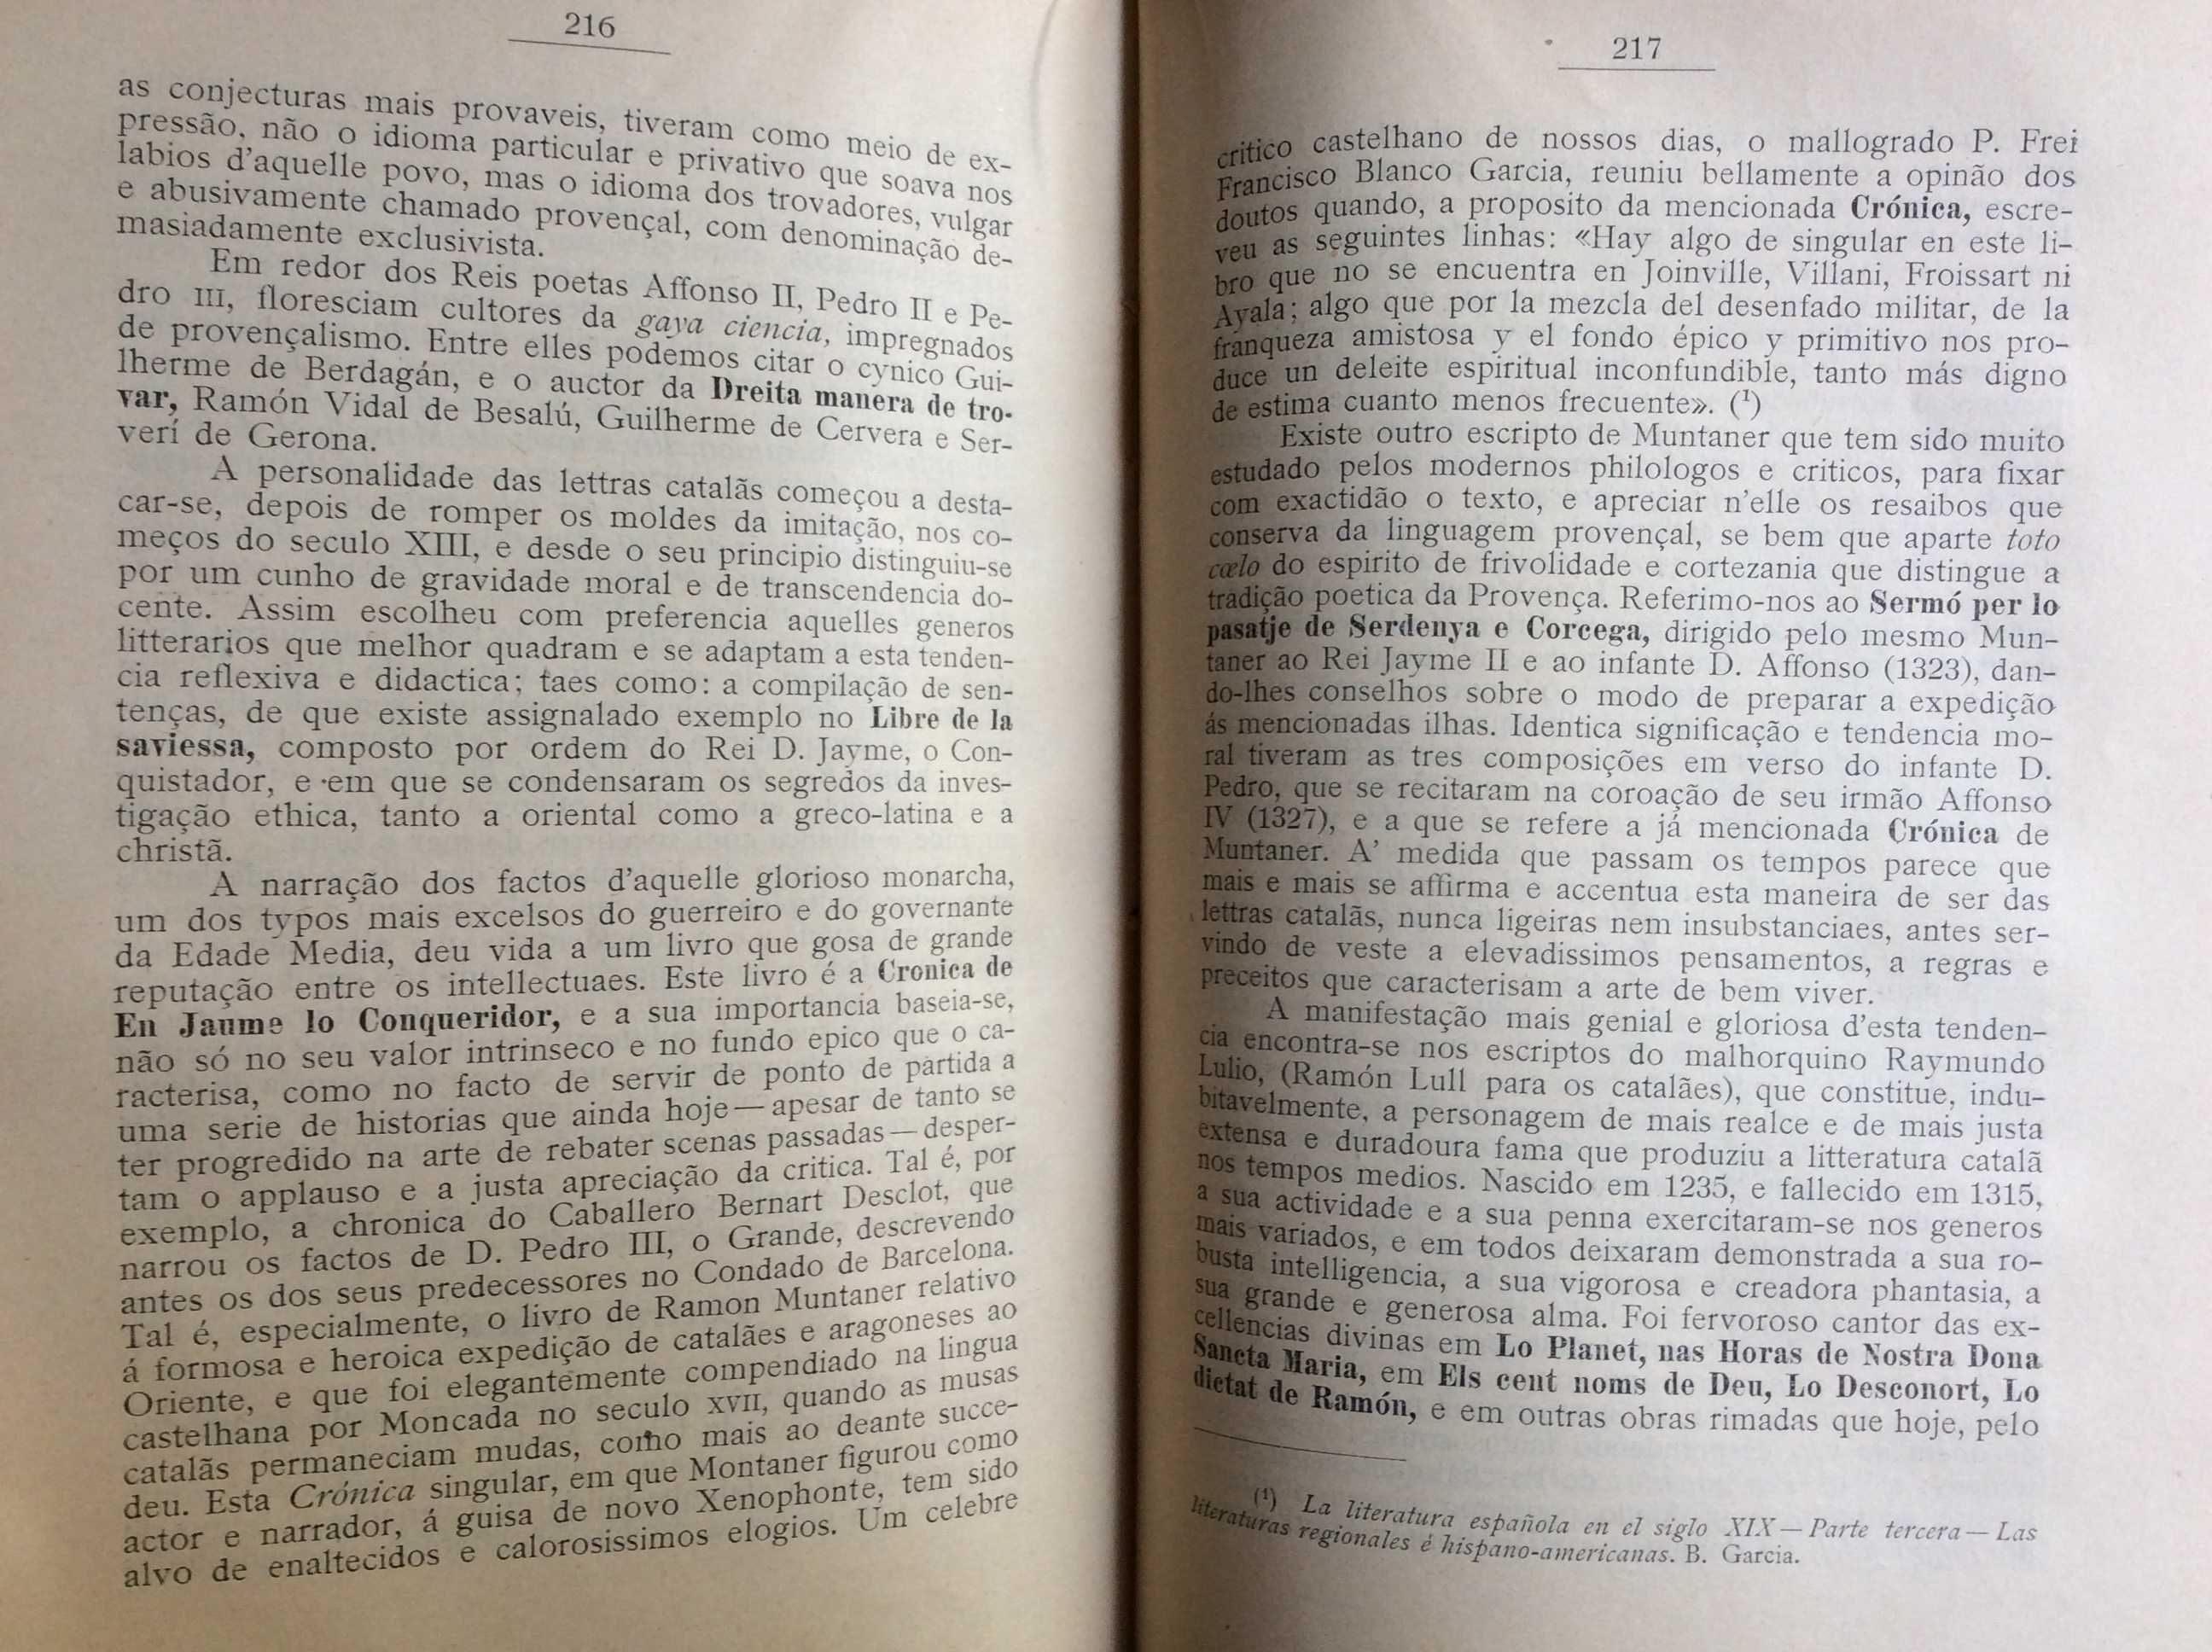 216
as conjecturas mais provaveis, tiveram como meio de ex-
pressão, não o idioma particular e privativo que soava nos
labios d'aquelle povo, mas o idioma dos trovadores, vulgar
e abusivamente chamado provençal, com denominação de-
masiadamente exclusivista.
Em redor dos Reis poetas Affonso II, Pedro II e Pe-
dro III, floresciam cultores da gaya ciencia, impregnados
de provençalismo. Entre elles podemos citar o cynico Gui-
lherme de Berdagán, e o auctor da Dreita manera de tro-
var, Ramón Vidal de Besalú, Guilherme de Cervera e Ser-
verí de Gerona.
A personalidade das lettras catalãs começou a desta-
car-se, depois de romper os moldes da imitação, nos co-
meços do seculo XIII, e desde o seu principio distinguiu-se
por um cunho de gravidade moral e de transcendencia do-
cente. Assim escolheu com preferencia aquelles generos
litterarios que melhor quadram e se adaptam a esta tenden-
cia reflexiva e didactica; taes como: a compilação de sen-
tenças, de que existe assignalado exemplo no Libre de la
saviessa, composto por ordem do Rei D. Jayme, o Con-
quistador, e em que se condensaram os segredos da inves-
tigação ethica, tanto a oriental como a greco-latina e a
christã.
A narração dos factos d'aquelle glorioso monarcha,
um dos typos mais excelsos do guerreiro e do governante
da Edade Media, deu vida a um livro que gosa de grande
reputação entre os intellectuaes. Este livro é a Cronica de
En Jaume lo Conqueridor, e a sua importancia baseia-se,
não só no seu valor intrinseco e no fundo epico que o ca-
racterisa, como no facto de servir de ponto de partida a
uma serie de historias que ainda hoje—apesar de tanto se
ter progredido na arte de rebater scenas passadas—desper-
tam o applauso e a justa apreciação da critica. Tal é, por
exemplo, a chronica do Caballero Bernart Desclot, que
narrou os factos de D. Pedro III, o Grande, descrevendo
antes os dos seus predecessores no Condado de Barcelona.
Tal é, especialmente, o livro de Ramon Muntaner relativo
á formosa e heroica expedição de catalães e aragoneses ao
Oriente, e que foi elegantemente compendiado na lingua
castelhana por Moncada no seculo XVII, quando as musas
catalãs permaneciam mudas, como mais ao deante succe-
deu. Esta Crónica singular, em que Montaner figurou como
actor e narrador, á guisa de novo Xenophonte, tem sido
alvo de enaltecidos e calorosissimos elogios. Um celebre
217
critico castelhano de nossos dias, o mallogrado P. Frei
Francisco Blanco Garcia, reuniu bellamente a opinão dos
doutos quando, a proposito da mencionada Crónica, escre-
veu as seguintes linhas: «Hay algo de singular en este li-
bro que no se encuentra en Joinville, Villani, Froissart ni
Ayala; algo que por la mezcla del desenfado militar, de la
franqueza amistosa y el fondo épico y primitivo nos pro-
duce un deleite espiritual inconfundible, tanto más digno
de estima cuanto menos frecuente». (¹)
Existe outro escripto de Muntaner que tem sido muito
estudado pelos modernos philologos e criticos, para fixar
com exactidão o texto, e apreciar n'elle os resaibos que
conserva da linguagem provençal, se bem que aparte toto
cœlo do espirito de frivolidade e cortezania que distingue a
tradição poetica da Provença. Referimo-nos ao Sermó per lo
pasatje de Serdenya e Corcega, dirigido pelo mesmo Mun-
taner ao Rei Jayme II e ao infante D. Affonso (1323), dan-
do-lhes conselhos sobre o modo de preparar a expedição
ás mencionadas ilhas. Identica significação e tendencia mo-
ral tiveram as tres composições em verso do infante D.
Pedro, que se recitaram na coroação de seu irmão Affonso
IV (1327), e a que se refere a já mencionada Crónica de
Muntaner. A' medida que passam os tempos parece que
mais e mais se affirma e accentua esta maneira de ser das
lettras catalãs, nunca ligeiras nem insubstanciaes, antes ser-
vindo de veste a elevadissimos pensamentos, a regras e
preceitos que caracterisam a arte de bem viver.
A manifestação mais genial e gloriosa d'esta tenden-
cia encontra-se nos escriptos do malhorquino Raymundo
Lulio, (Ramón Lull para os catalães), que constitue, indu-
bitavelmente, a personagem de mais realce e de mais justa
extensa e duradoura fama que produziu a litteratura catalã
nos tempos medios. Nascido em 1235, e fallecido em 1315,
a sua actividade e a sua penna exercitaram-se nos generos
mais variados, e em todos deixaram demonstrada a sua ro-
busta intelligencia, a sua vigorosa e creadora phantasia, a
sua grande e generosa alma. Foi fervoroso cantor das ex-
cellencias divinas em Lo Planet, nas Horas de Nostra Dona
Sancta Maria, em Els cent noms de Deu, Lo Desconort, Lo
dictat de Ramón, e em outras obras rimadas que hoje, pelo
(¹) La literatura española en el siglo XIX—Parte tercera—Las
literaturas regionales é hispano-americanas. B. Garcia.